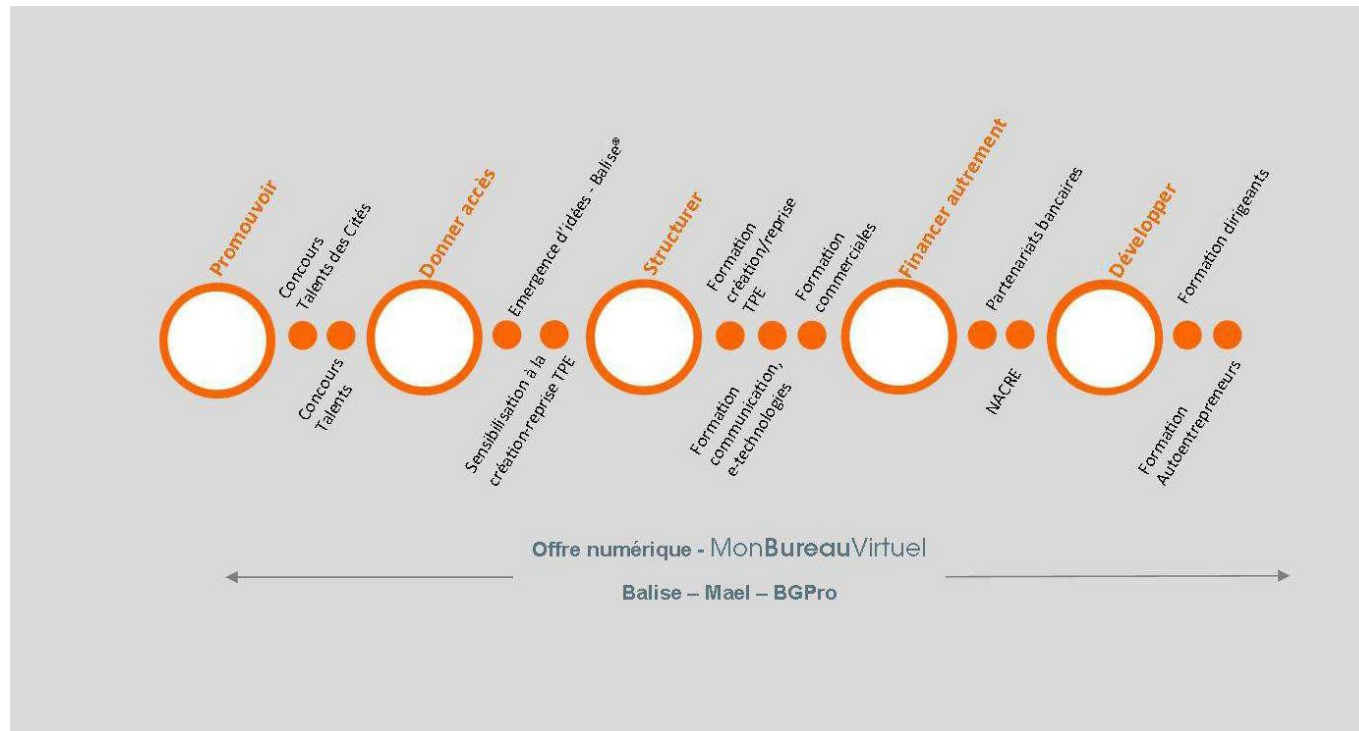 Promouvoir
Concours
Talents des Cités
Concours
Talents
Donner accès
Emergence d'idées - Balise®
Sensibilisation à la
création-reprise TPE
Structurer
Formation
création/reprise
TPE
Formation
communication,
e-technologies
Formation
commerciales
Financer autrement
Partenariats bancaires
NACRE
Développer
Formation dirigeants
Formation
Autoentrepreneurs
Offre numérique - MonBureauVirtuel
Balise – Mael – BGPro